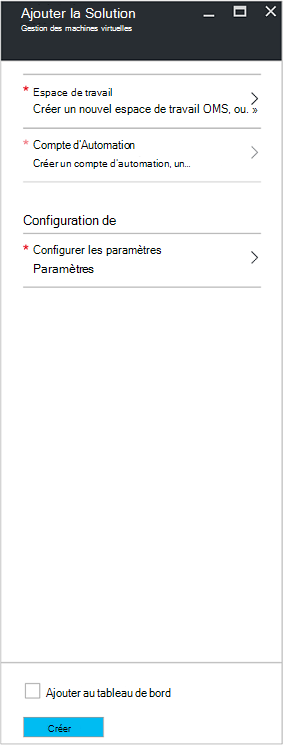 Ajouter la Solution
Gestion des machines virtuelles
* Espace de travail
Créer un nouvel espace de travail OMS, ou. »
* Compte d'Automation
Créer un compte d'automation, un...
Configuration de
* Configurer les paramètres
Paramètres
Ajouter au tableau de bord
Créer